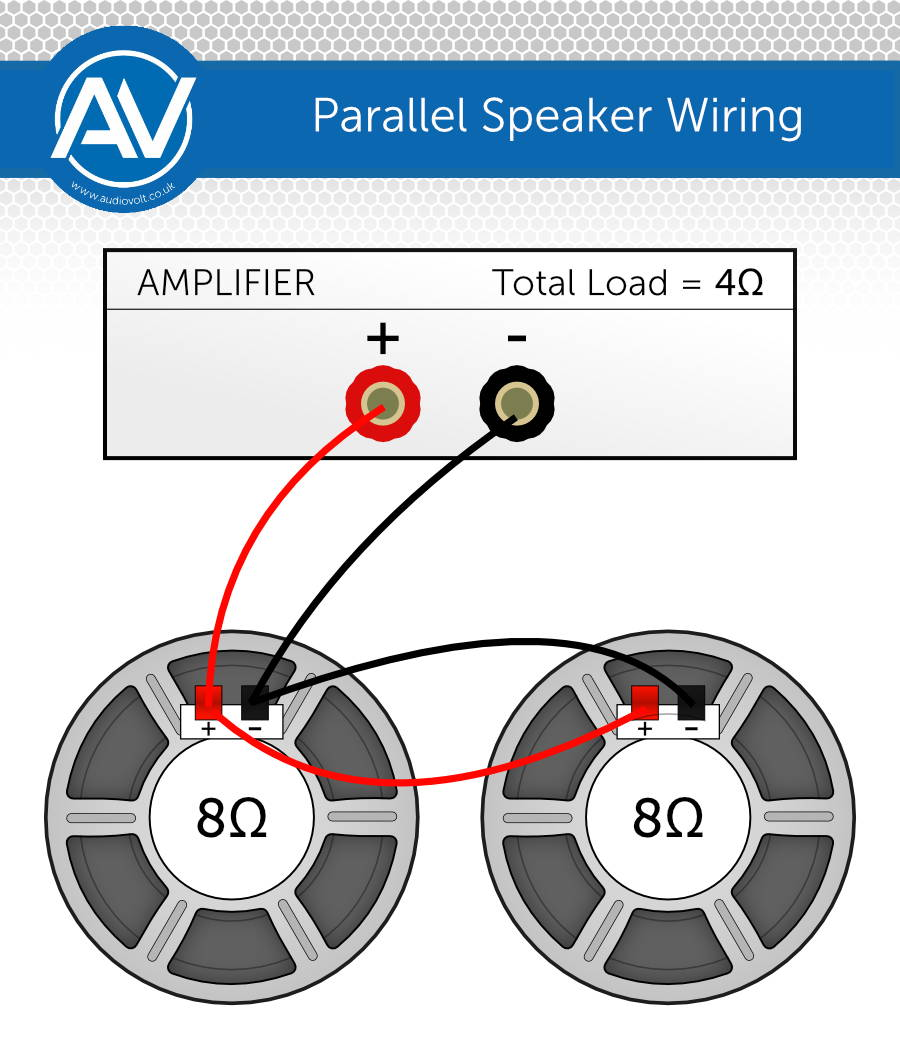 AV
www.audiovolt.co.uk
Parallel Speaker Wiring
AMPLIFIER Total Load = 4Ω
+ -
+ - + -
8Ω 8Ω